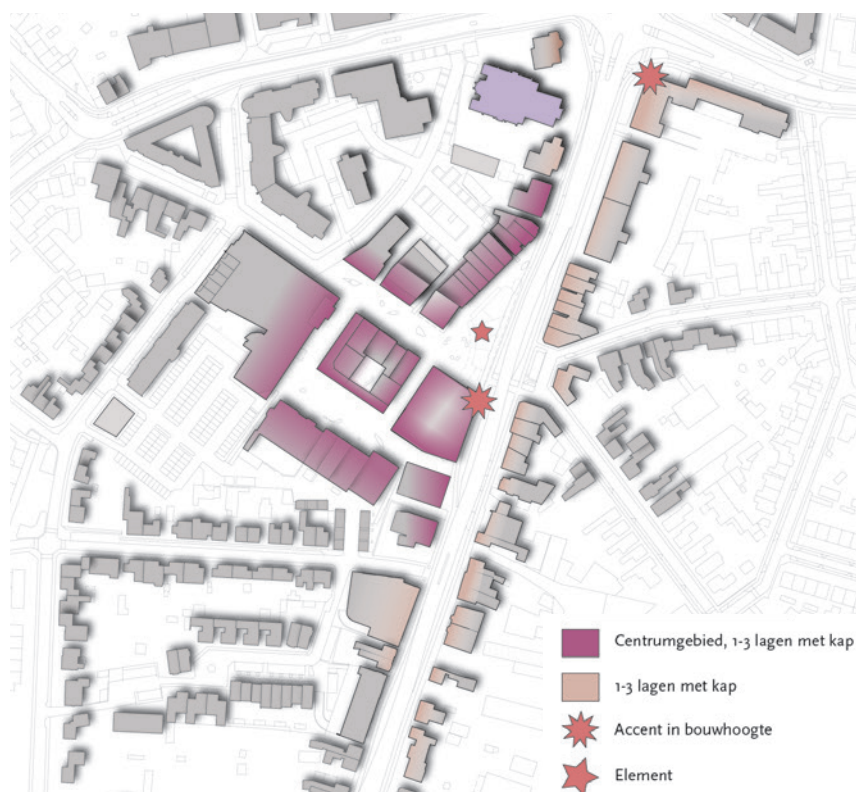 Centrumgebied, 1-3 lagen met kap
1-3 lagen met kap
Accent in bouwhoogte
Element